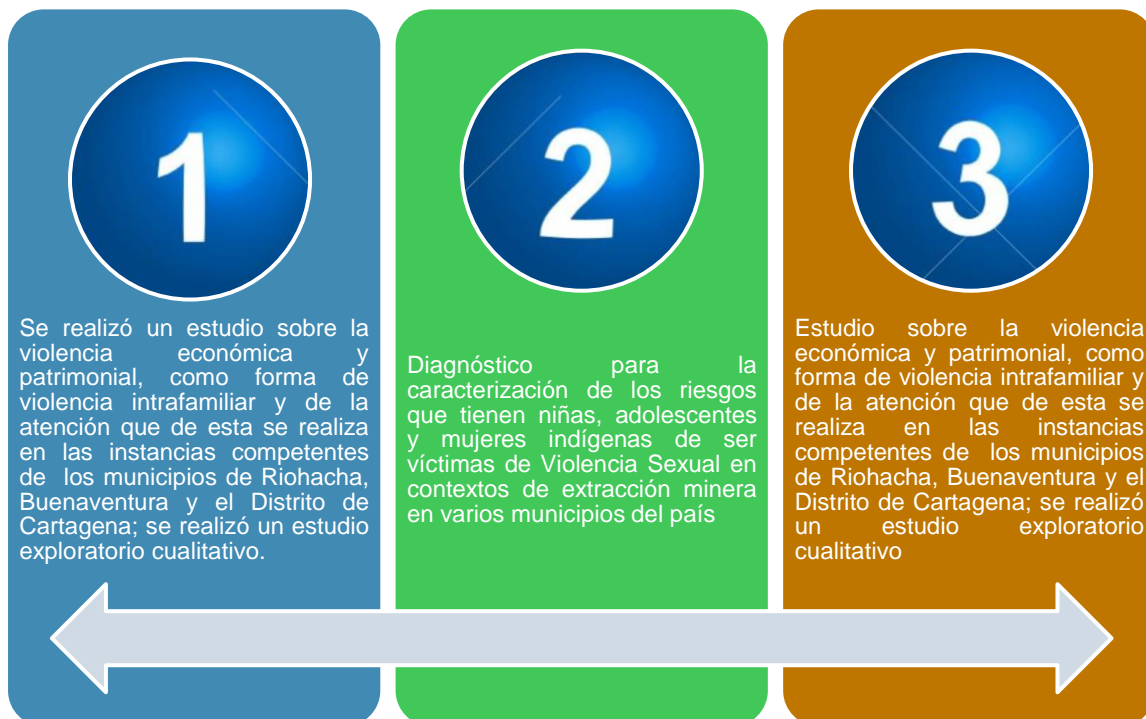 1
Se realizó un estudio sobre la
violencia económica y
patrimonial, como forma de
violencia intrafamiliar y de la
atención que de esta se realiza
en las instancias competentes
de los municipios de Riohacha,
Buenaventura y el Distrito de
Cartagena; se realizó un estudio
exploratorio cualitativo.
2
Diagnóstico para la
caracterización de los riesgos
que tienen niñas, adolescentes
y mujeres indígenas de ser
víctimas de Violencia Sexual en
contextos de extracción minera
en varios municipios del país
3
Estudio sobre la violencia
económica y patrimonial, como
forma de violencia intrafamiliar y
de la atención que de esta se
realiza en las instancias
competentes de los municipios
de Riohacha, Buenaventura y el
Distrito de Cartagena; se realizó
un estudio exploratorio
cualitativo